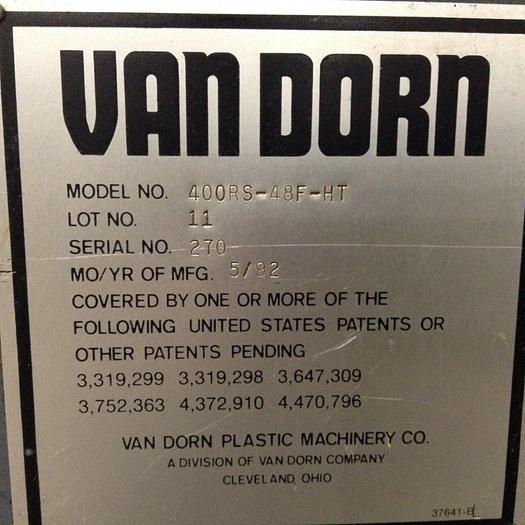 VAN DORN
MODEL NO. 400RS-48F-HT
LOT NO. 11
SERIAL NO. 270
MO/YR OF MFG. 5/92
COVERED BY ONE OR MORE OF THE
FOLLOWING UNITED STATES PATENTS OR
OTHER PATENTS PENDING
3,319,299 3,319,298 3,647,309
3,752,363 4,372,910 4,470,796
VAN DORN PLASTIC MACHINERY CO.
A DIVISION OF VAN DORN COMPANY
CLEVELAND, OHIO
37641-B